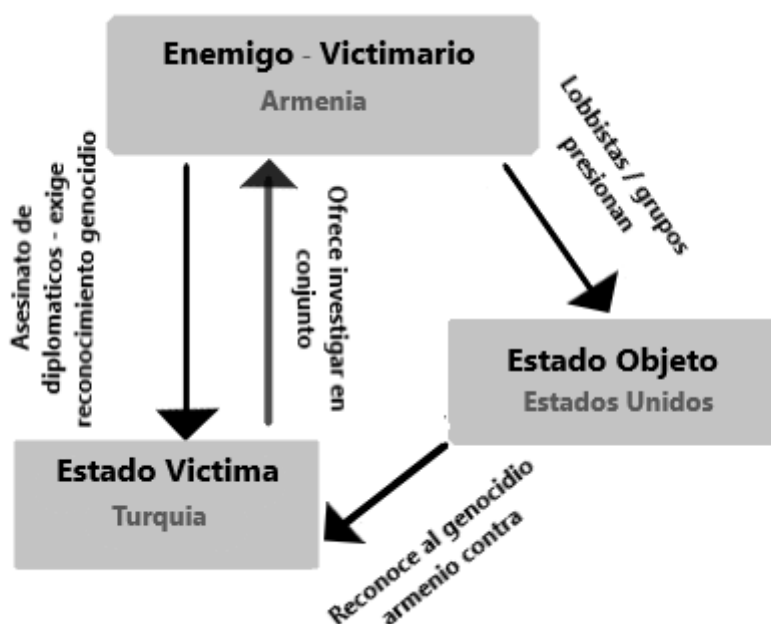 Enemigo - Victimario
Armenia
Lobbistas / grupos
presionan
Asesinato de
diplomaticos - exige
reconocimiento genocidio
Ofrece investigar en
conjunto
Estado Objeto
Estados Unidos
Estado Victima
Turquia
Reconoce al genocidio
armenio contra